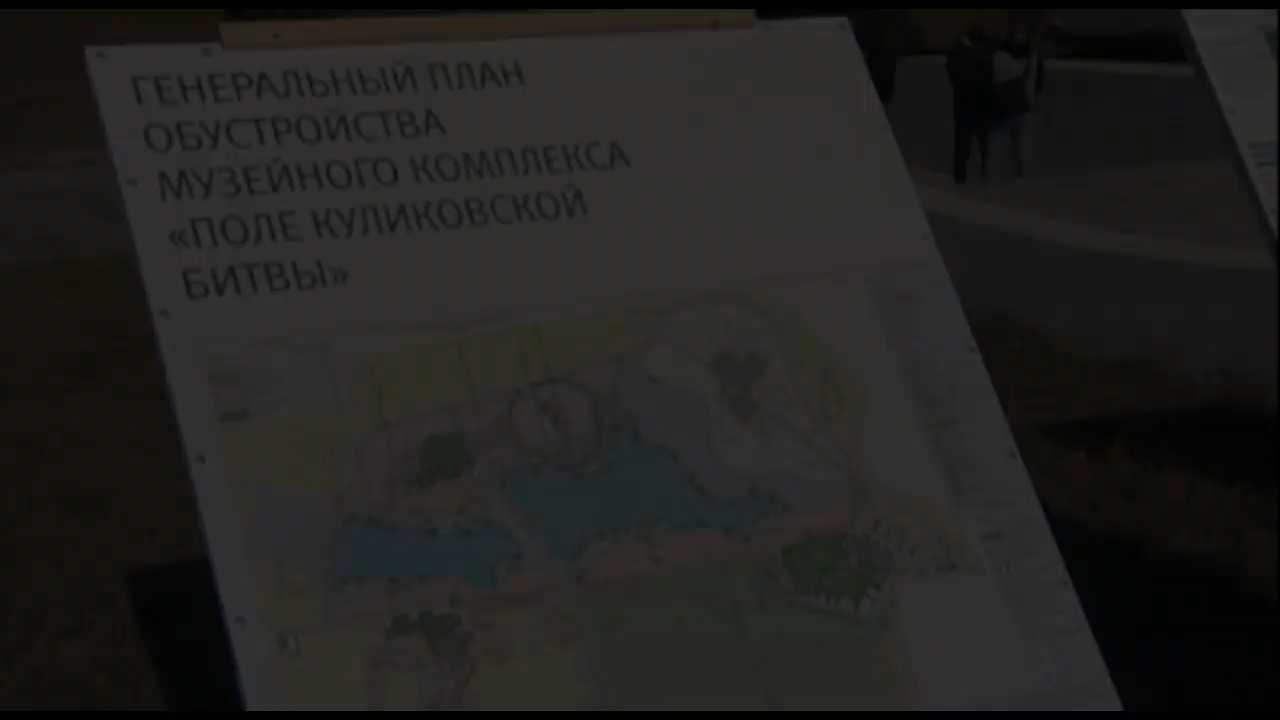 ГЕНЕРАЛЬНЫЙ ПЛАН
ОБУСТРОЙСТВА
МУЗЕЙНОГО КОМПЛЕКСА
«ПОЛЕ КУЛИКОВСКОЙ
БИТВЫ»